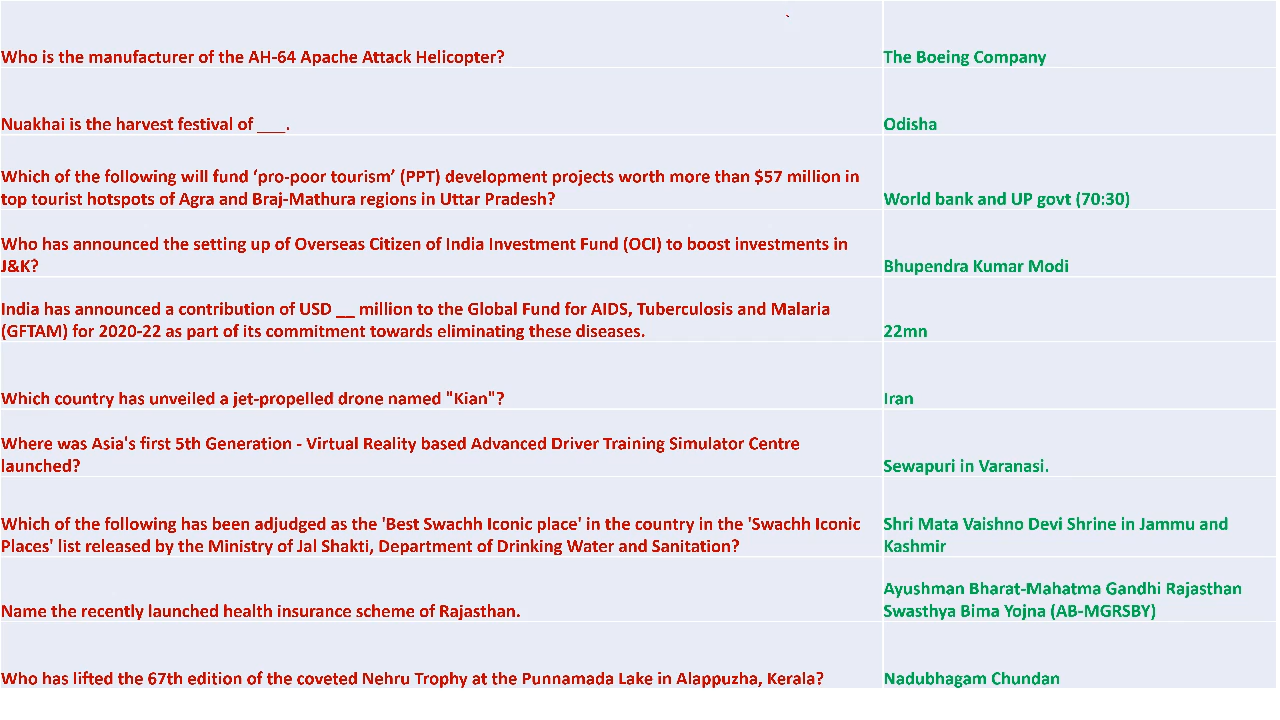 Who is the manufacturer of the AH-64 Apache Attack Helicopter?
The Boeing Company
Nuakhai is the harvest festival of ___.
Odisha
Which of the following will fund ‘pro-poor tourism’ (PPT) development projects worth more than $57 million in
top tourist hotspots of Agra and Braj-Mathura regions in Uttar Pradesh?
World bank and UP govt (70:30)
Who has announced the setting up of Overseas Citizen of India Investment Fund (OCI) to boost investments in
J&K?
Bhupendra Kumar Modi
India has announced a contribution of USD __ million to the Global Fund for AIDS, Tuberculosis and Malaria
(GFTAM) for 2020-22 as part of its commitment towards eliminating these diseases.
22mn
Which country has unveiled a jet-propelled drone named "Kian"?
Iran
Where was Asia's first 5th Generation - Virtual Reality based Advanced Driver Training Simulator Centre
launched?
Sewapuri in Varanasi.
Which of the following has been adjudged as the 'Best Swachh Iconic place' in the country in the 'Swachh Iconic
Places' list released by the Ministry of Jal Shakti, Department of Drinking Water and Sanitation?
Shri Mata Vaishno Devi Shrine in Jammu and
Kashmir
Name the recently launched health insurance scheme of Rajasthan.
Ayushman Bharat-Mahatma Gandhi Rajasthan
Swasthya Bima Yojna (AB-MGRSBY)
Who has lifted the 67th edition of the coveted Nehru Trophy at the Punnamada Lake in Alappuzha, Kerala?
Nadubhagam Chundan